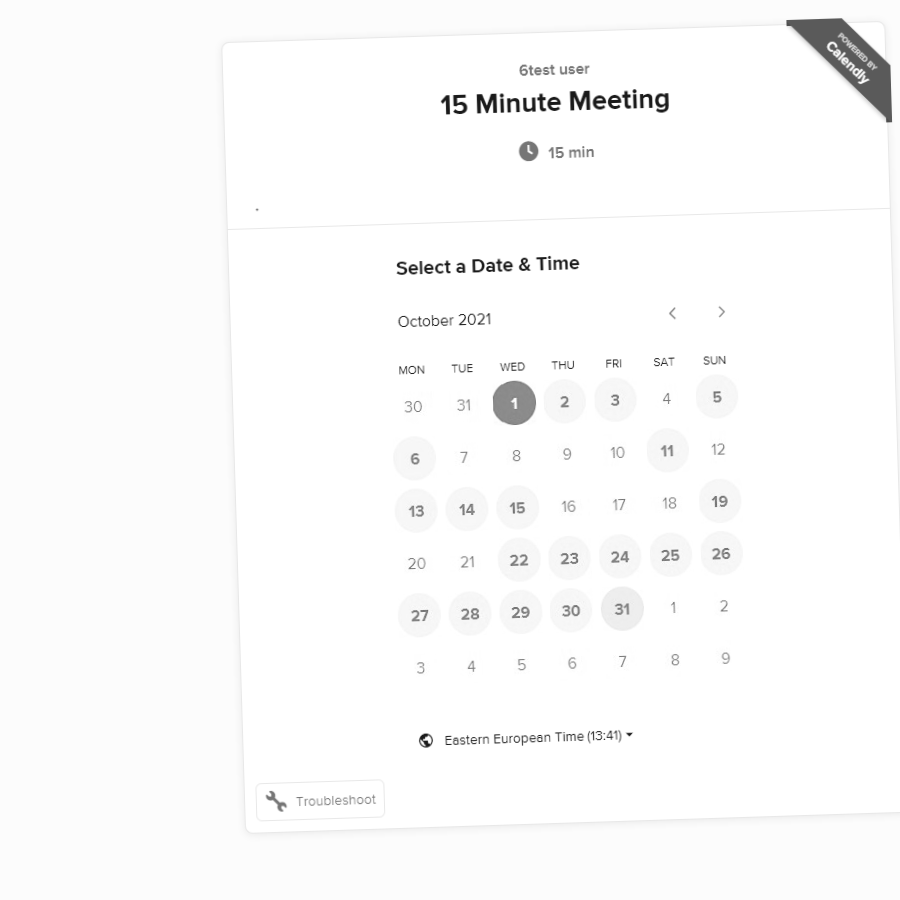 POWERED BY
Calendly
6test user
15 Minute Meeting
15 min
.
Select a Date & Time
October 2021
MON TUE WED THU FRI SAT SUN
30 31 1 2 3 4 5
6 7 8 9 10 11 12
13 14 15 16 17 18 19
20 21 22 23 24 25 26
27 28 29 30 31 1 2
3 4 5 6 7 8 9
Eastern European Time (13:41)
Troubleshoot